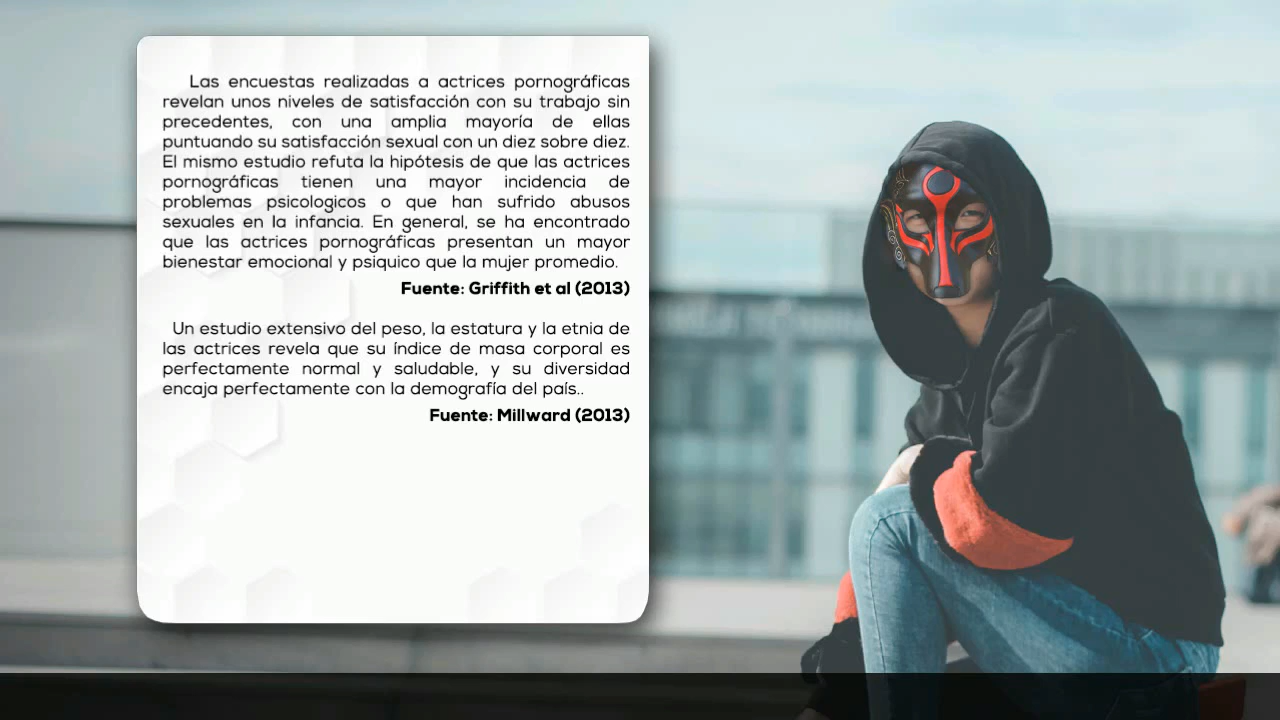 Las encuestas realizadas a actrices pornográficas
revelan unos niveles de satisfacción con su trabajo sin
precedentes, con una amplia mayoría de ellas
puntuando su satisfacción sexual con un diez sobre diez.
El mismo estudio refuta la hipótesis de que las actrices
pornográficas tienen una mayor incidencia de
problemas psicologicos o que han sufrido abusos
sexuales en la infancia. En general, se ha encontrado
que las actrices pornográficas presentan un mayor
bienestar emocional y psiquico que la mujer promedio.
Fuente: Griffith et al (2013)
Un estudio extensivo del peso, la estatura y la etnia de
las actrices revela que su índice de masa corporal es
perfectamente normal y saludable, y su diversidad
encaja perfectamente con la demografía del país..
Fuente: Millward (2013)